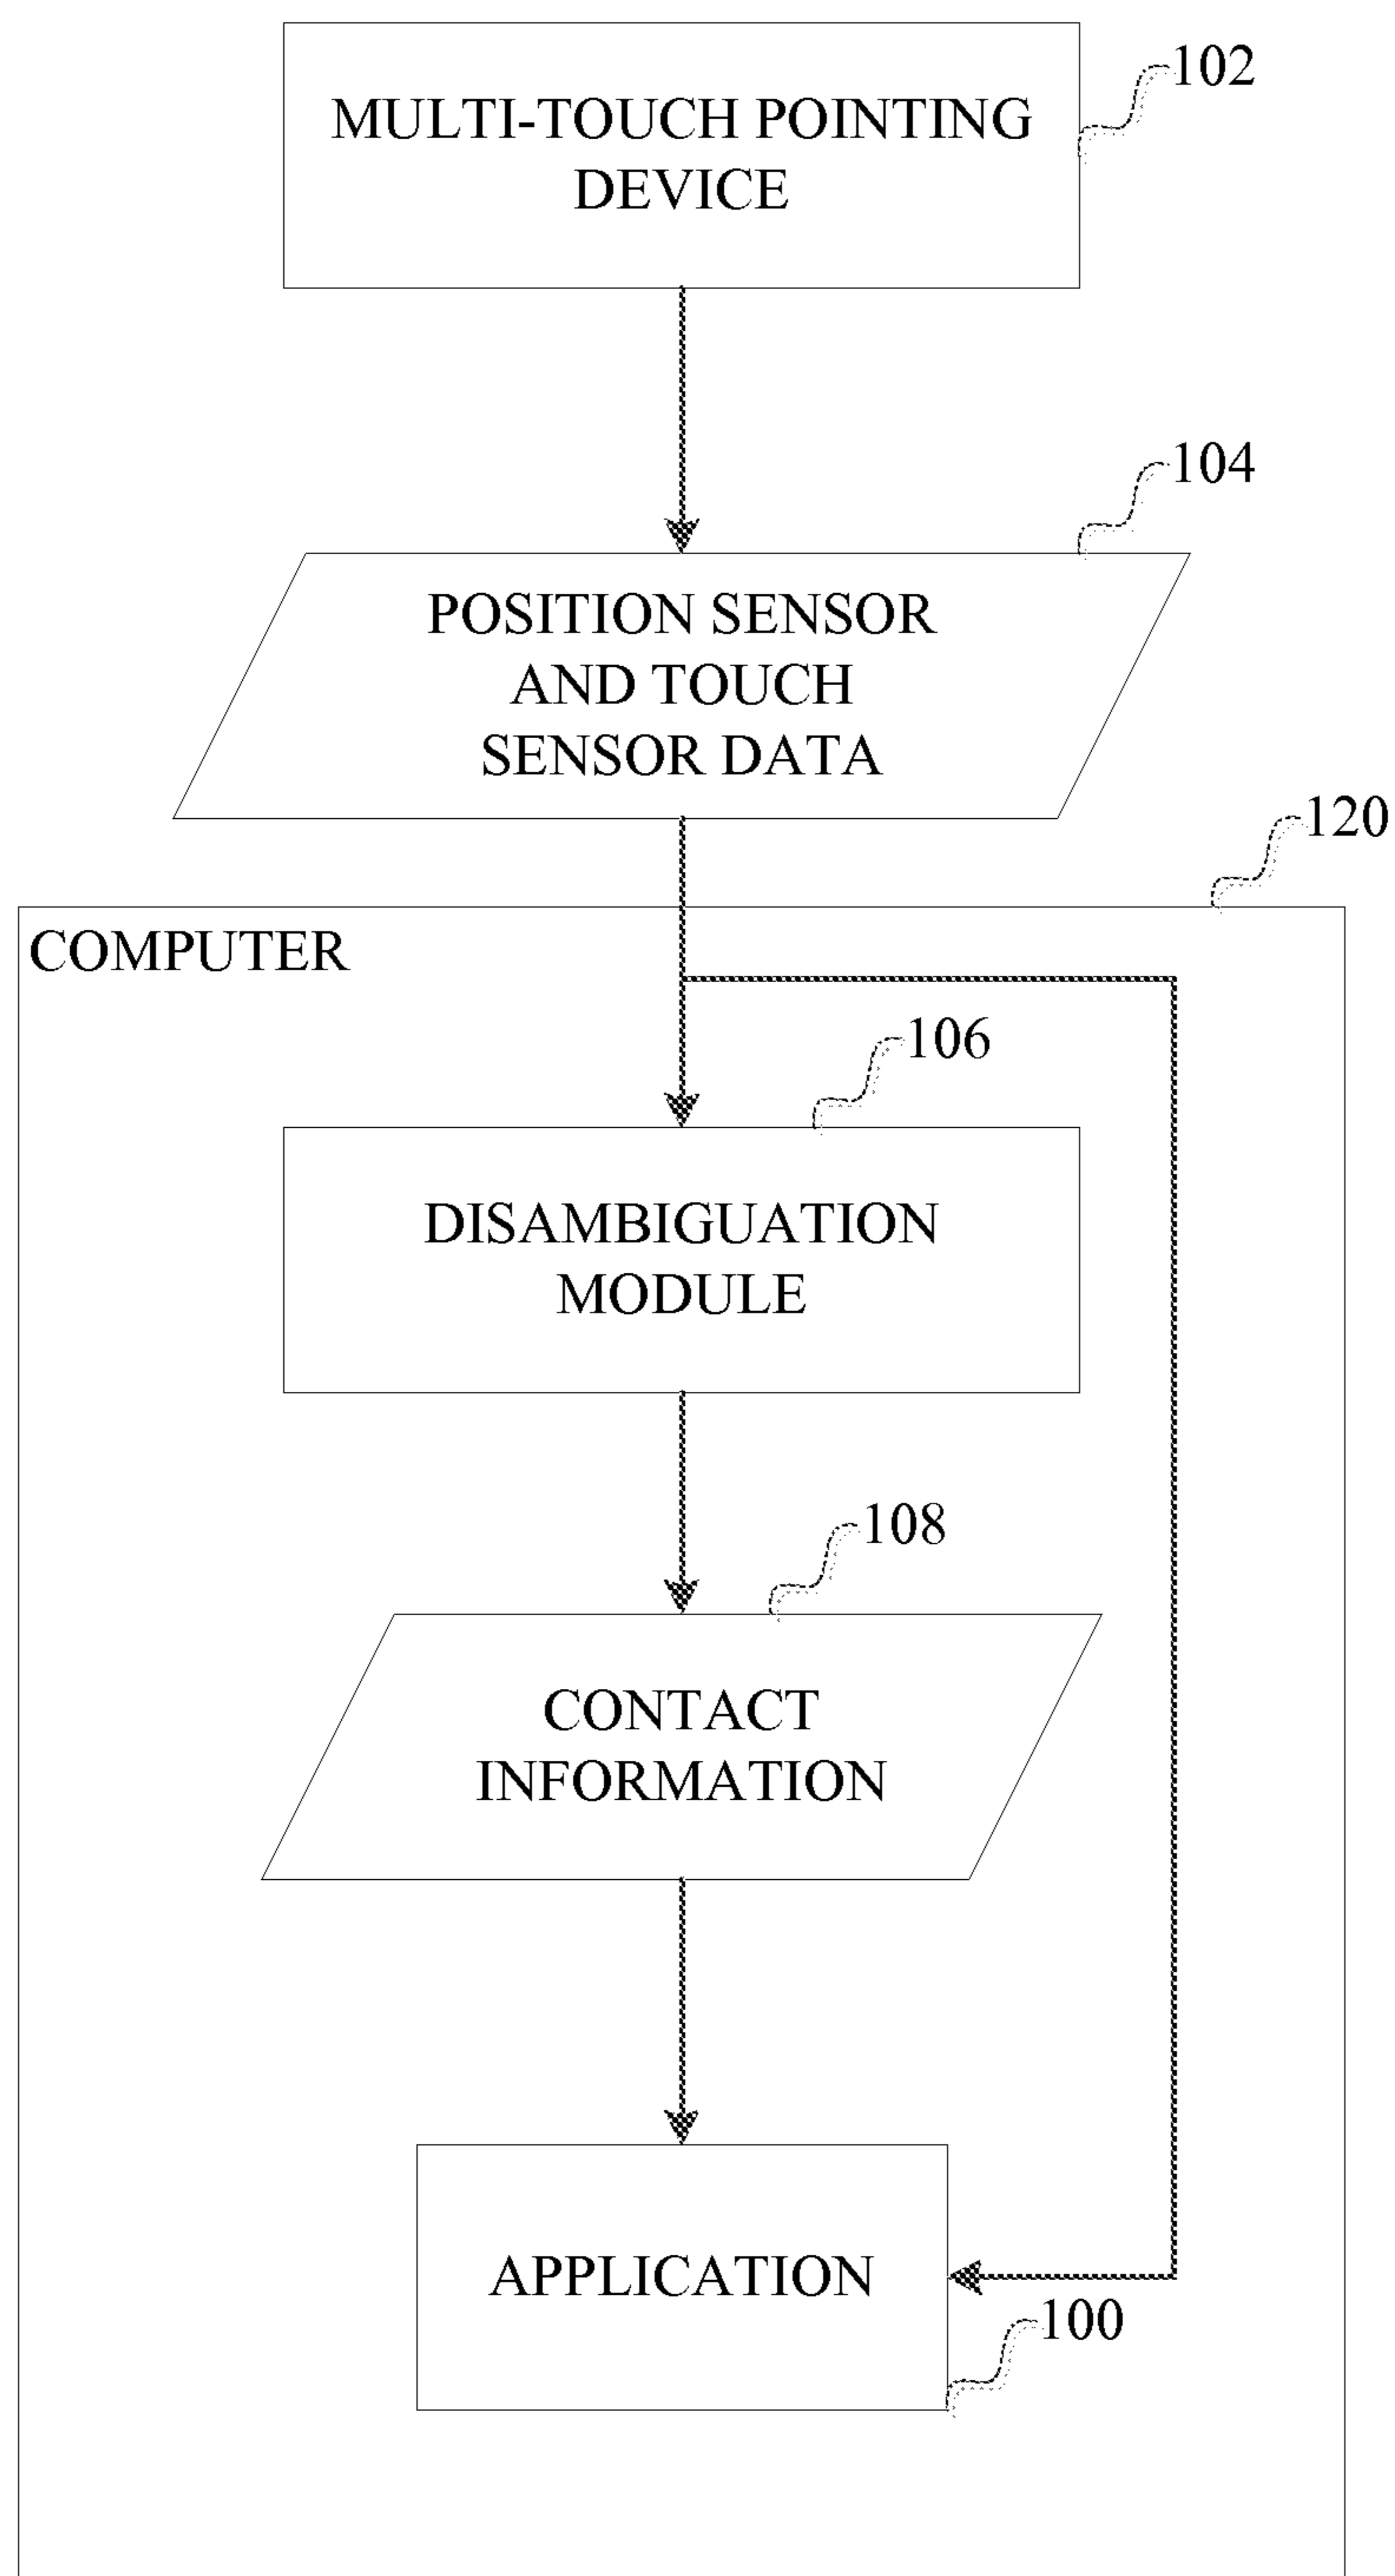 102
MULTI-TOUCH POINTING
DEVICE
104
POSITION SENSOR
AND TOUCH
SENSOR DATA
120
COMPUTER
106
DISAMBIGUATION
MODULE
108
CONTACT
INFORMATION
APPLICATION
100